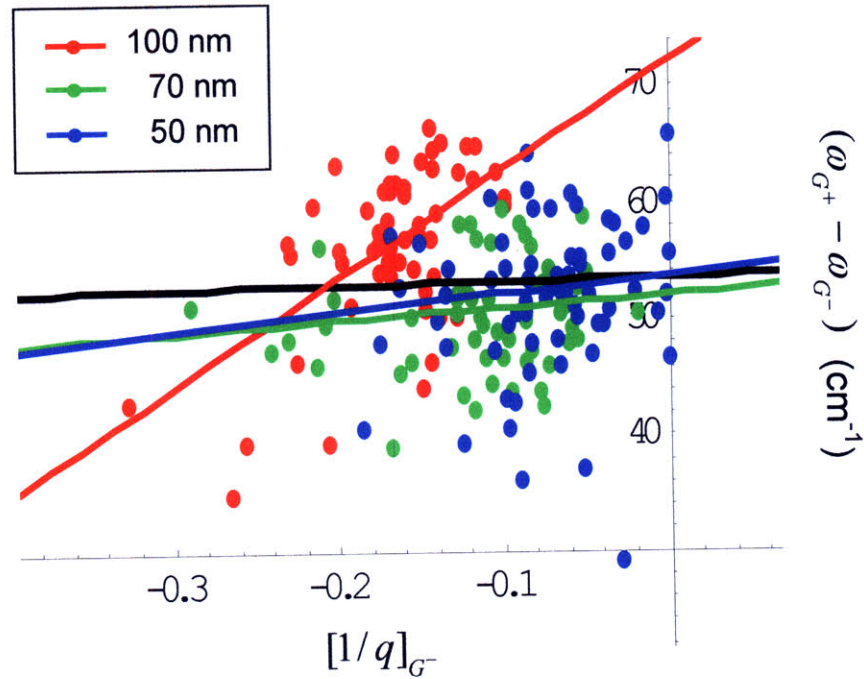 100 nm
70 nm
50 nm
70
60
50
40
-0.3
-0.2
-0.1
[1/q]_{G^-}
(ω_{G^+} − ω_{G^-}) (cm^{-1})